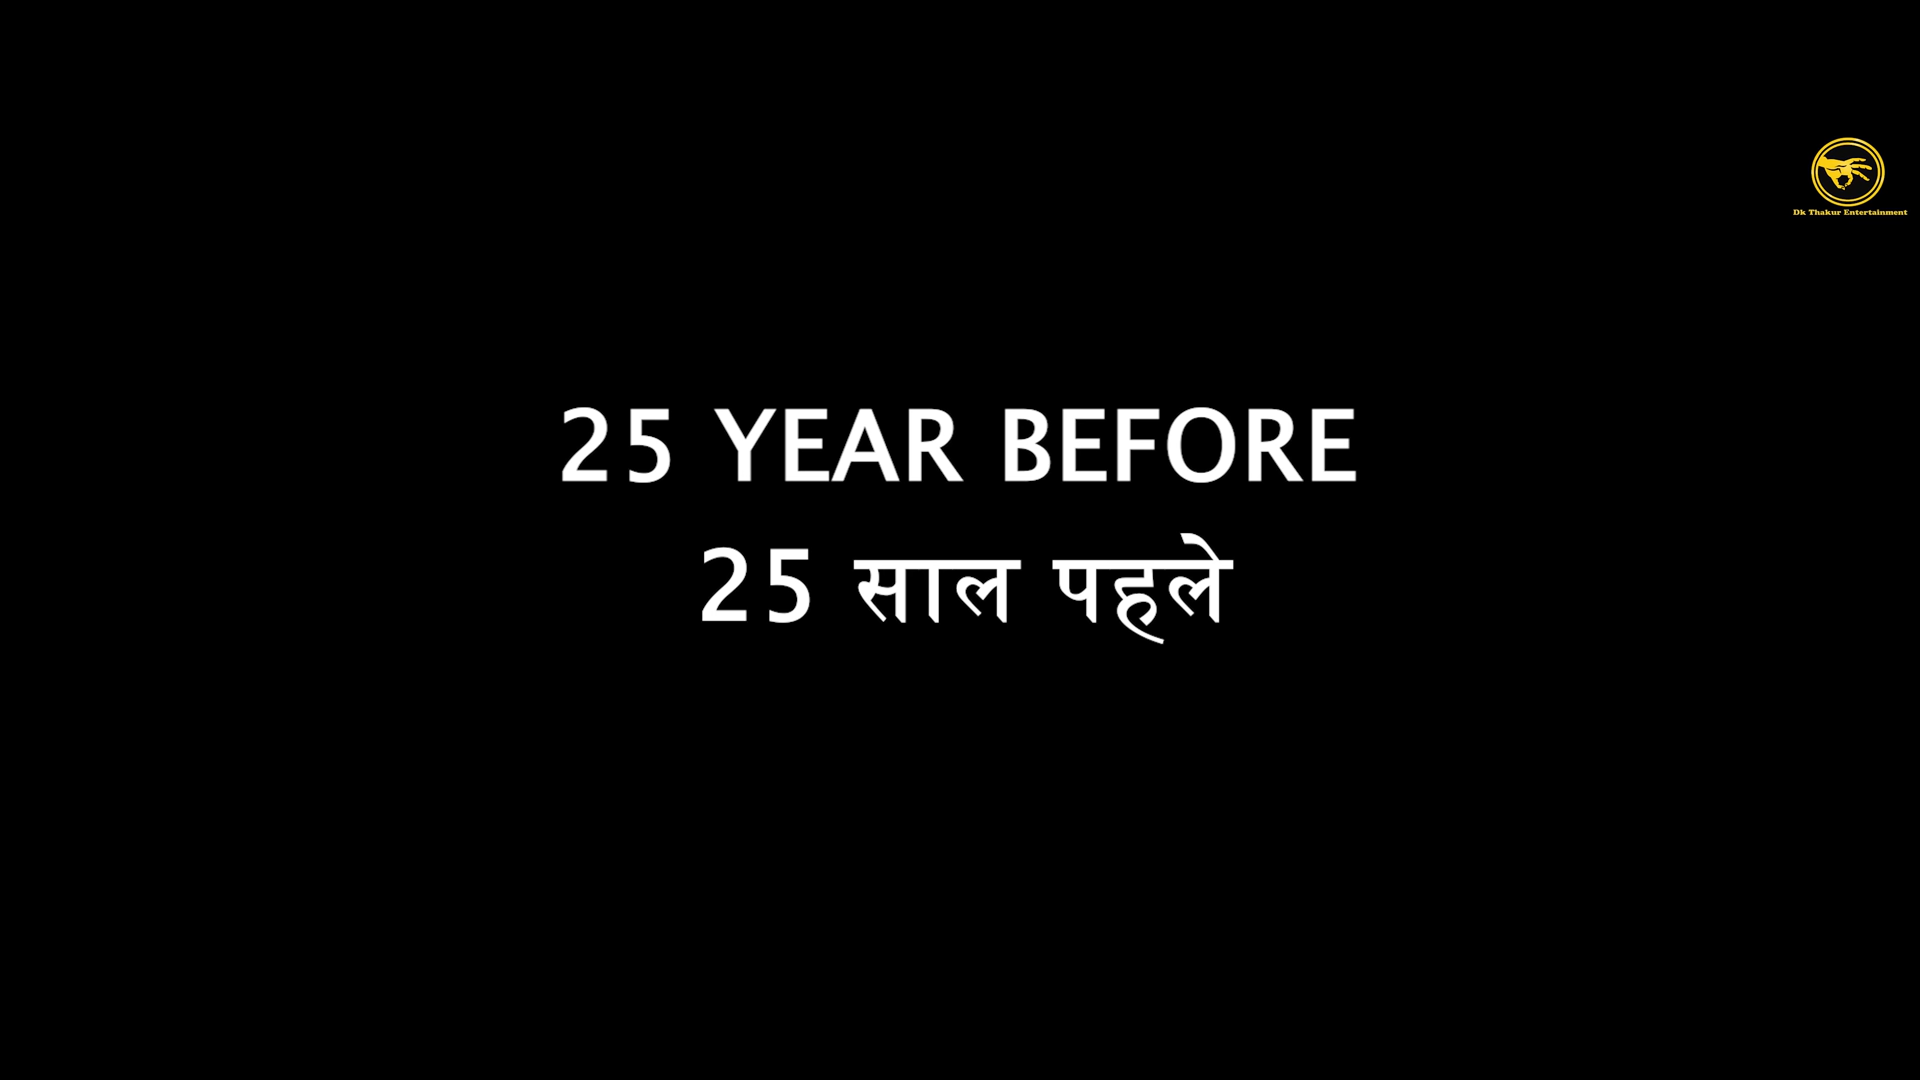 Dk Thakur Entertainment
25 YEAR BEFORE
25 साल पहले